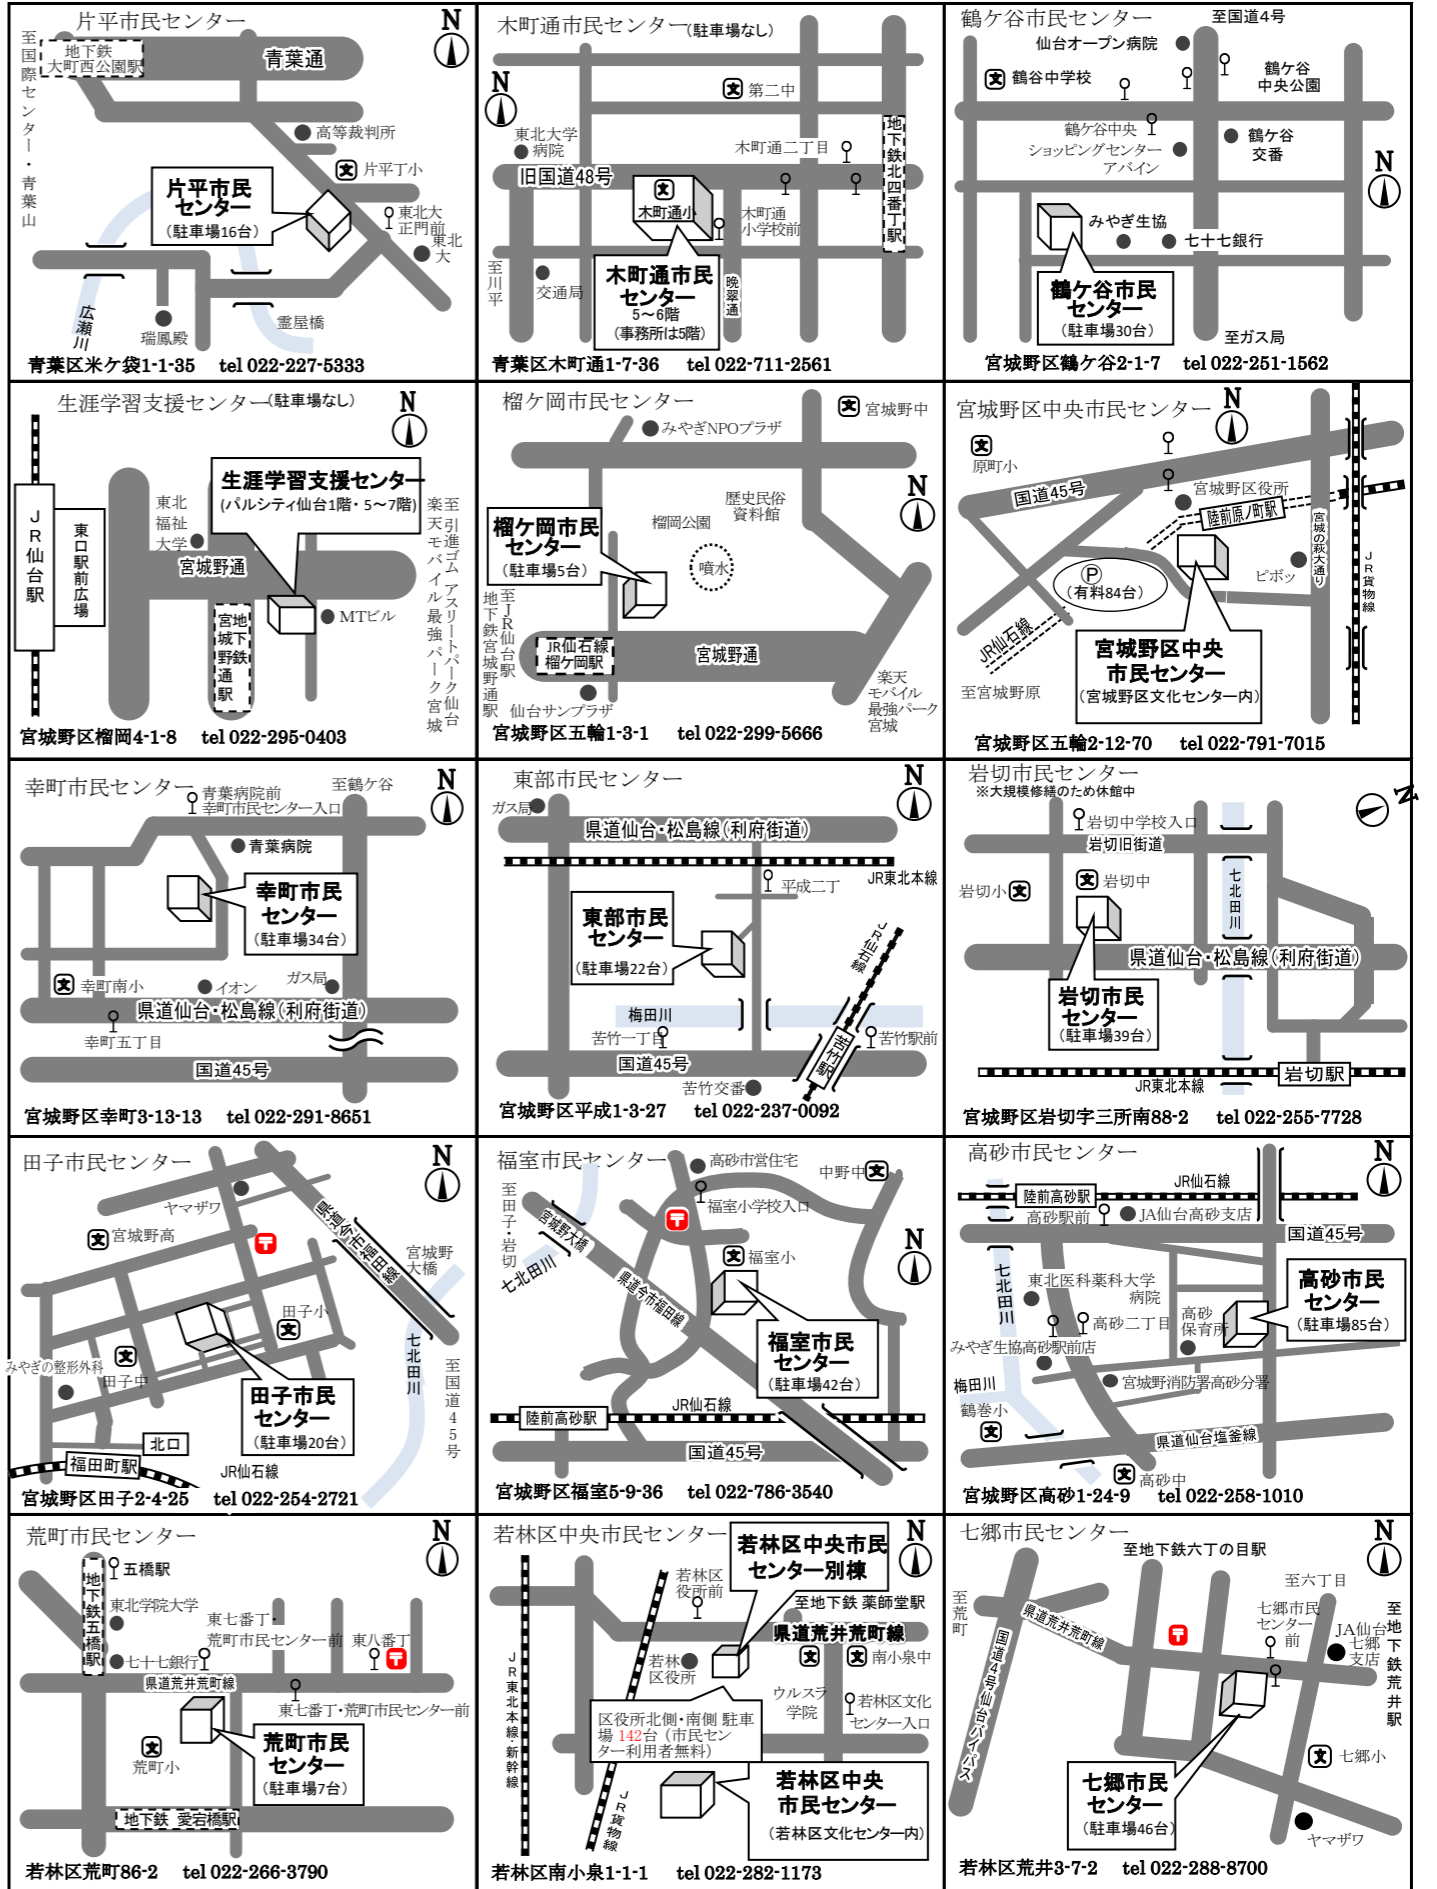 片平市民センター
N
至国際センター・青葉山
地下鉄
大町西公園駅
青葉通
高等裁判所
片平丁小
片平市民
センター
(駐車場16台)
東北大
正門前
東北
大
広瀬川
瑞鳳殿
霊屋橋
青葉区米ケ袋1-1-35　tel 022-227-5333
木町通市民センター(駐車場なし)
N
第二中
東北大学
病院
木町通二丁目
地下鉄北四番丁駅
旧国道48号
木町通小
木町通
小学校前
至川平
交通局
木町通市民
センター
5～6階
(事務所は5階)
晩翠通
青葉区木町通1-7-36　tel 022-711-2561
鶴ケ谷市民センター
至国道4号
仙台オープン病院
鶴谷中学校
鶴ケ谷
中央公園
鶴ケ谷中央
ショッピングセンター
アバイン
鶴ケ谷
交番
N
みやぎ生協
七十七銀行
鶴ケ谷市民
センター
(駐車場30台)
至ガス局
宮城野区鶴ケ谷2-1-7　tel 022-251-1562
生涯学習支援センター(駐車場なし)
N
生涯学習支援センター
(パルシティ仙台1階・5～7階)
JR仙台駅
東口駅前広場
東北
福祉
大学
宮城野通
地下鉄
宮城野通駅
MTビル
至 引進ゴム アスリートパーク仙台
楽天モバイル最強パーク宮城
宮城野区榴岡4-1-8　tel 022-295-0403
榴ケ岡市民センター
宮城野中
みやぎNPOプラザ
N
歴史民俗
資料館
榴岡公園
榴ケ岡市民
センター
(駐車場5台)
噴水
至JR仙台駅
地下鉄宮城野通駅
JR仙石線
榴ケ岡駅
宮城野通
仙台サンプラザ
楽天
モバイル
最強パーク
宮城
宮城野区五輪1-3-1　tel 022-299-5666
宮城野区中央市民センター
N
原町小
国道45号
宮城野区役所
陸前原ノ町駅
宮城の萩大通り
JR貨物線
P
(有料84台)
ピボッ
JR仙石線
至宮城野原
宮城野区中央
市民センター
(宮城野区文化センター内)
宮城野区五輪2-12-70　tel 022-791-7015
幸町市民センター
至鶴ケ谷
N
青葉病院前
幸町市民センター入口
青葉病院
幸町市民
センター
(駐車場34台)
幸町南小
イオン
ガス局
県道仙台・松島線(利府街道)
幸町五丁目
国道45号
宮城野区幸町3-13-13　tel 022-291-8651
東部市民センター
N
ガス局
県道仙台・松島線(利府街道)
JR東北本線
平成二丁
東部市民
センター
(駐車場22台)
JR仙石線
梅田川
苦竹一丁目
苦竹駅前
国道45号
苦竹駅
苦竹交番
宮城野区平成1-3-27　tel 022-237-0092
岩切市民センター
※大規模修繕のため休館中
N
岩切中学校入口
岩切旧街道
岩切小
岩切中
七北田川
県道仙台・松島線(利府街道)
岩切市民
センター
(駐車場39台)
岩切駅
JR東北本線
宮城野区岩切字三所南88-2　tel 022-255-7728
田子市民センター
N
ヤマザワ
宮城野高
県道今市福田線
宮城野
大橋
田子小
みやぎの整形外科
田子中
七北田川
田子市民
センター
(駐車場20台)
至国道45号
北口
福田町駅
JR仙石線
宮城野区田子2-4-25　tel 022-254-2721
福室市民センター
高砂市営住宅
中野中
至田子・岩切
宮城野大橋
福室小学校入口
福室小
N
七北田川
県道今市福田線
福室市民
センター
(駐車場42台)
陸前高砂駅
JR仙石線
国道45号
宮城野区福室5-9-36　tel 022-786-3540
高砂市民センター
N
JR仙石線
陸前高砂駅
高砂駅前
JA仙台高砂支店
国道45号
七北田川
東北医科薬科大学
病院
高砂市民
センター
(駐車場85台)
高砂二丁目
高砂
保育所
みやぎ生協高砂駅前店
梅田川
宮城野消防署高砂分署
鶴巻小
県道仙台塩釜線
高砂中
宮城野区高砂1-24-9　tel 022-258-1010
荒町市民センター
N
五橋駅
地下鉄五橋駅
東北学院大学
東七番丁・
荒町市民センター前
東八番丁
七十七銀行
県道荒井荒町線
東七番丁・荒町市民センター前
荒町小
荒町市民
センター
(駐車場7台)
地下鉄 愛宕橋駅
若林区荒町86-2　tel 022-266-3790
若林区中央市民センター
N
若林区中央市民
センター別棟
若林区
役所前
至地下鉄 薬師堂駅
県道荒井荒町線
若林
区役所
南小泉中
JR東北本線・新幹線
ウルスラ
学院
若林区文化
センター入口
区役所北側・南側 駐車
場 142台 (市民セン
ター利用者無料)
JR貨物線
若林区中央
市民センター
(若林区文化センター内)
若林区南小泉1-1-1　tel 022-282-1173
七郷市民センター
N
至地下鉄六丁の目駅
至荒町
至六丁目
県道荒井荒町線
七郷市民
センター
前
JA仙台
七郷
支店
至地下鉄荒井駅
国道4号仙台バイパス
七郷小
七郷市民
センター
(駐車場46台)
ヤマザワ
若林区荒井3-7-2　tel 022-288-8700